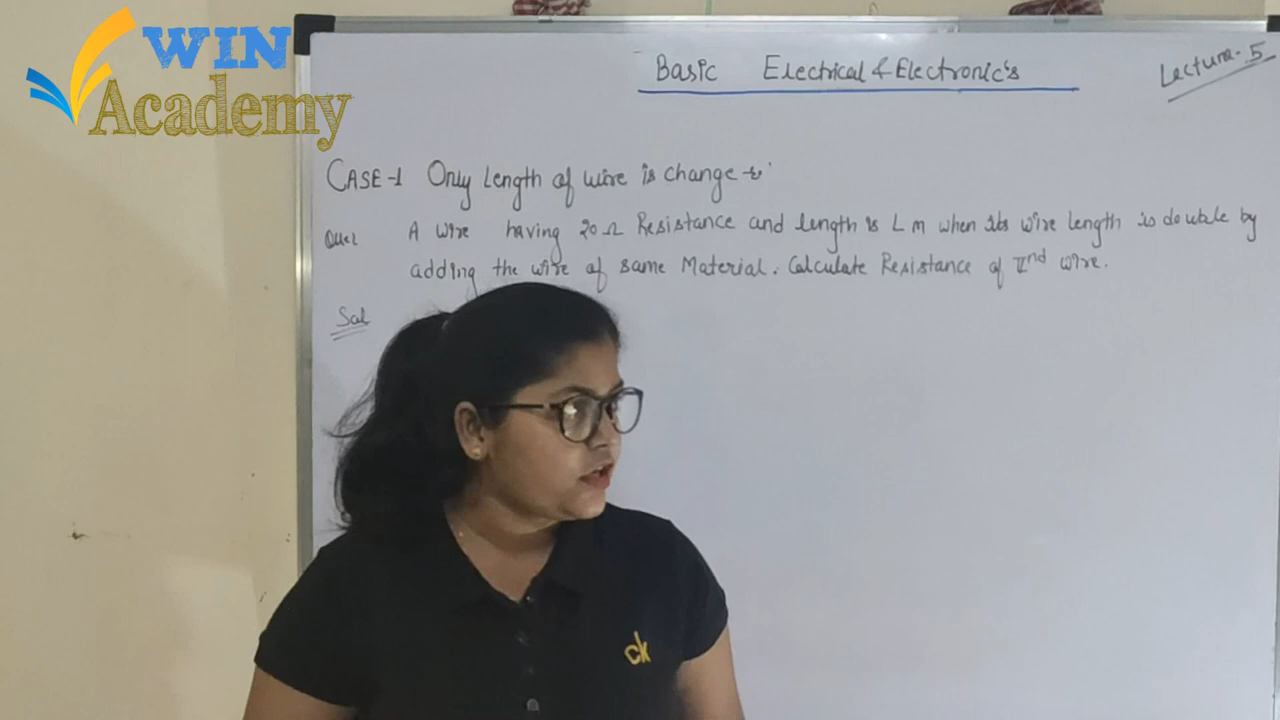 WIN
Academy
Basic Electrical & Electronic's
Lecture-5
CASE-1 Only Length of wire is change
Que1 A wire having 20Ω Resistance and length is L m when its wire length is double by
adding the wire of same Material. Calculate Resistance of IInd wire.
Sol
ck